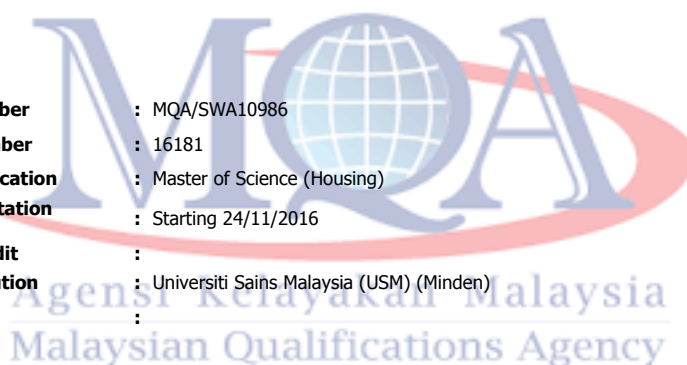 MQA
ber : MQA/SWA10986
ber : 16181
cation : Master of Science (Housing)
tation : Starting 24/11/2016
dit :
tion : Universiti Sains Malaysia (USM) (Minden)
:
Agensi Kelayakan Malaysia
Malaysian Qualifications Agency